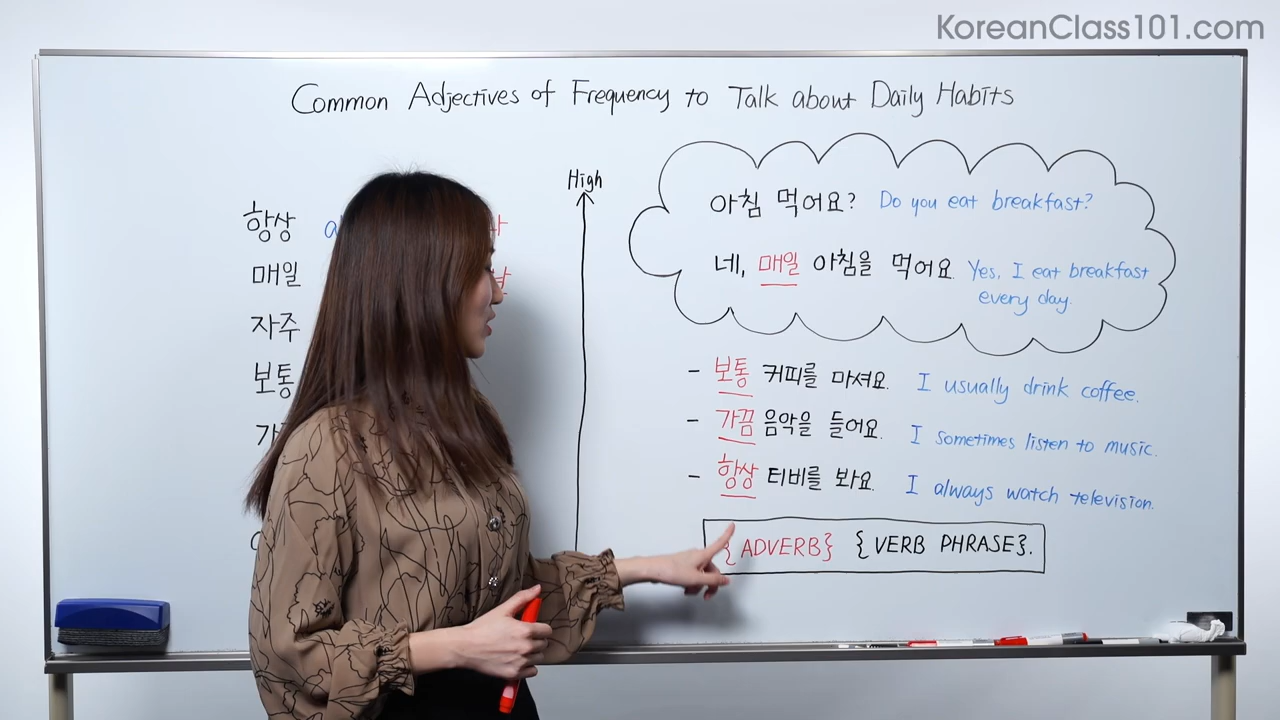 KoreanClass101.com
Common Adjectives of Frequency to Talk about Daily Habits
High
항상
매일
자주
보통
아침 먹어요? Do you eat breakfast?
네, 매일 아침을 먹어요. Yes, I eat breakfast
every day.
- 보통 커피를 마셔요. I usually drink coffee.
- 가끔 음악을 들어요. I sometimes listen to music.
- 항상 티비를 봐요. I always watch television.
{ADVERB} {VERB PHRASE}.